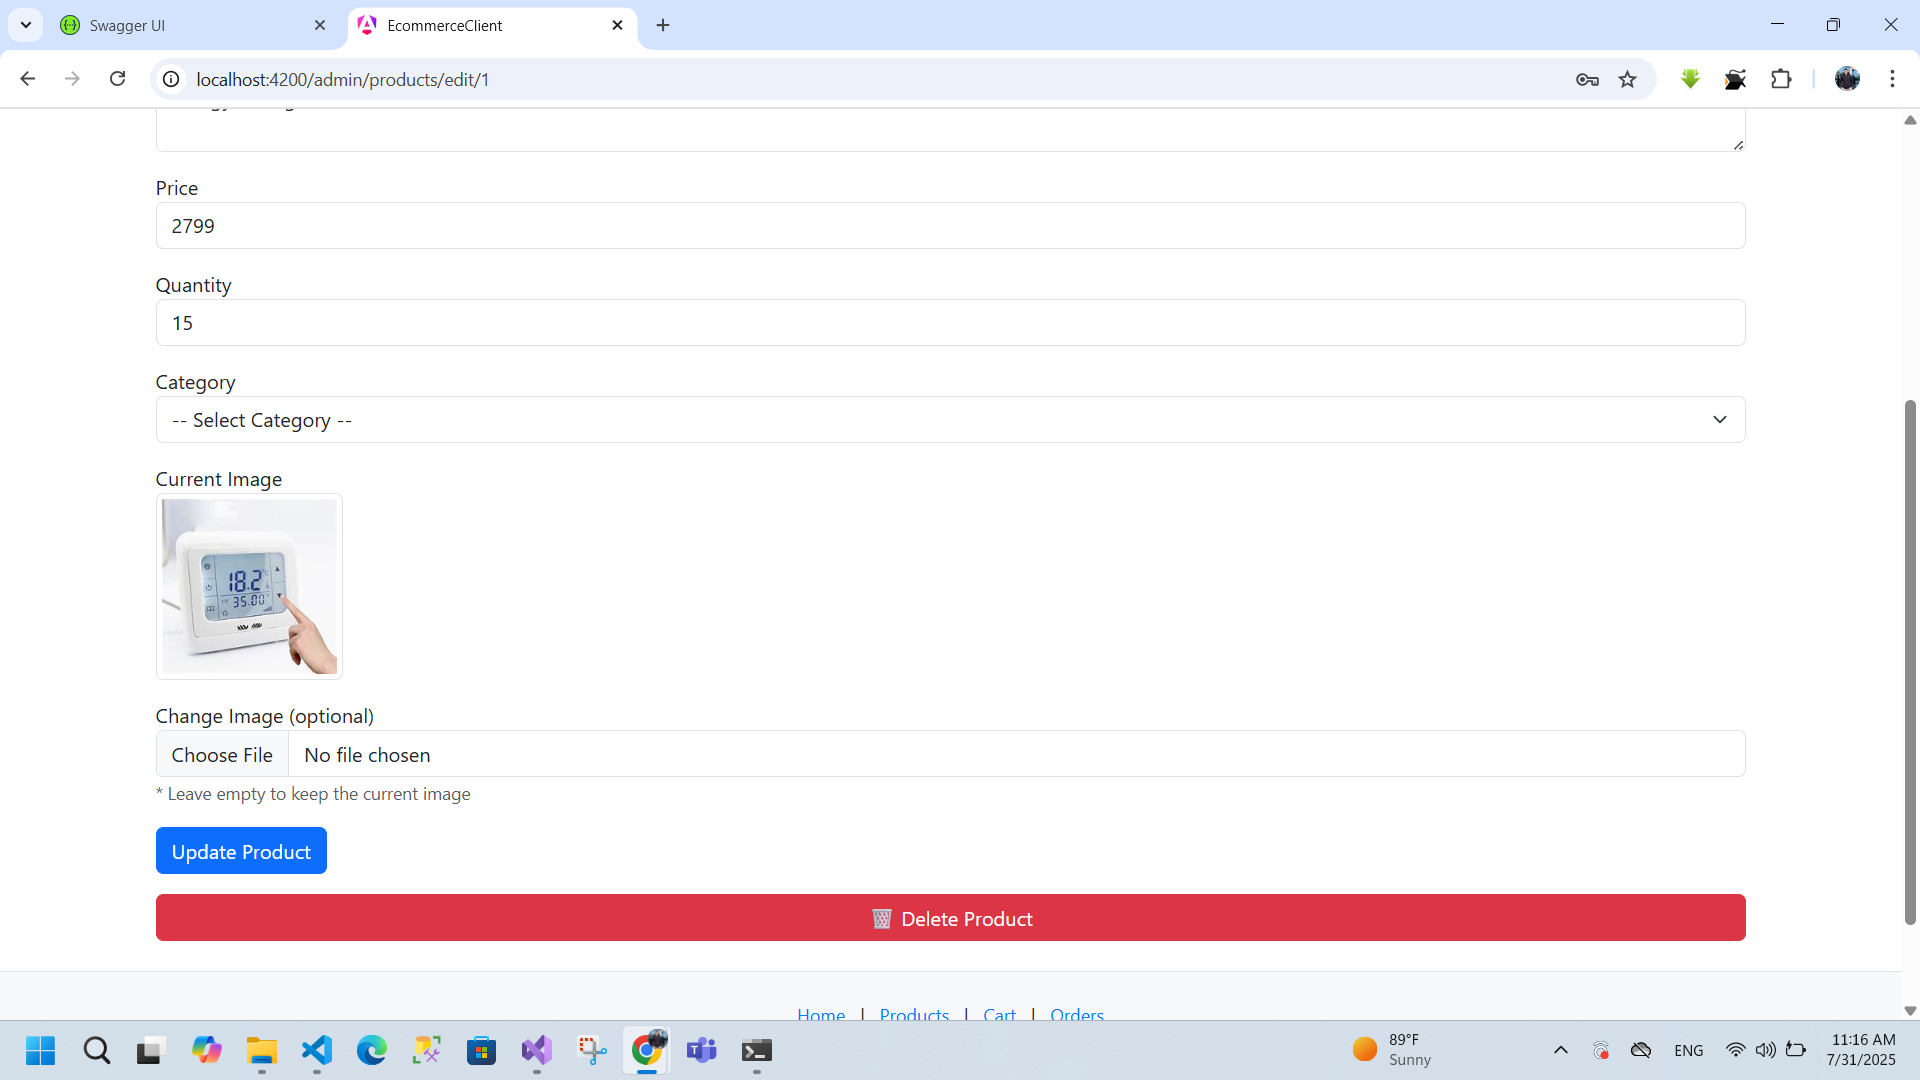 Swagger UI
EcommerceClient
localhost:4200/admin/products/edit/1
Price
2799
Quantity
15
Category
-- Select Category --
Current Image
18.2
35.00
Change Image (optional)
Choose File
No file chosen
* Leave empty to keep the current image
Update Product
Delete Product
Home | Products | Cart | Orders
89°F
Sunny
ENG
11:16 AM
7/31/2025